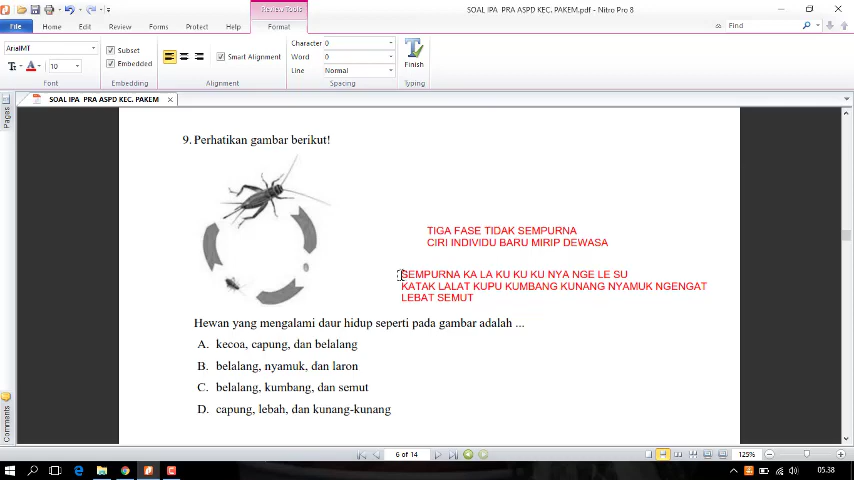 Review Tools
SOAL IPA  PRA ASPD KEC. PAKEM.pdf - Nitro Pro 8
File Home Edit Review Forms Protect Help Format
Find
ArialMT
10
Subset
Embedded
Smart Alignment
Character 0
Word 0
Line Normal
Finish
Font Embedding Alignment Spacing Typing
SOAL IPA  PRA ASPD KEC. PAKEM
Pages
9. Perhatikan gambar berikut!
TIGA FASE TIDAK SEMPURNA
CIRI INDIVIDU BARU MIRIP DEWASA
SEMPURNA KA LA KU KU KU NYA NGE LE SU
KATAK LALAT KUPU KUMBANG KUNANG NYAMUK NGENGAT
LEBAT SEMUT
Hewan yang mengalami daur hidup seperti pada gambar adalah ...
A. kecoa, capung, dan belalang
B. belalang, nyamuk, dan laron
C. belalang, kumbang, dan semut
D. capung, lebah, dan kunang-kunang
Comments
6 of 14
125%
05.38